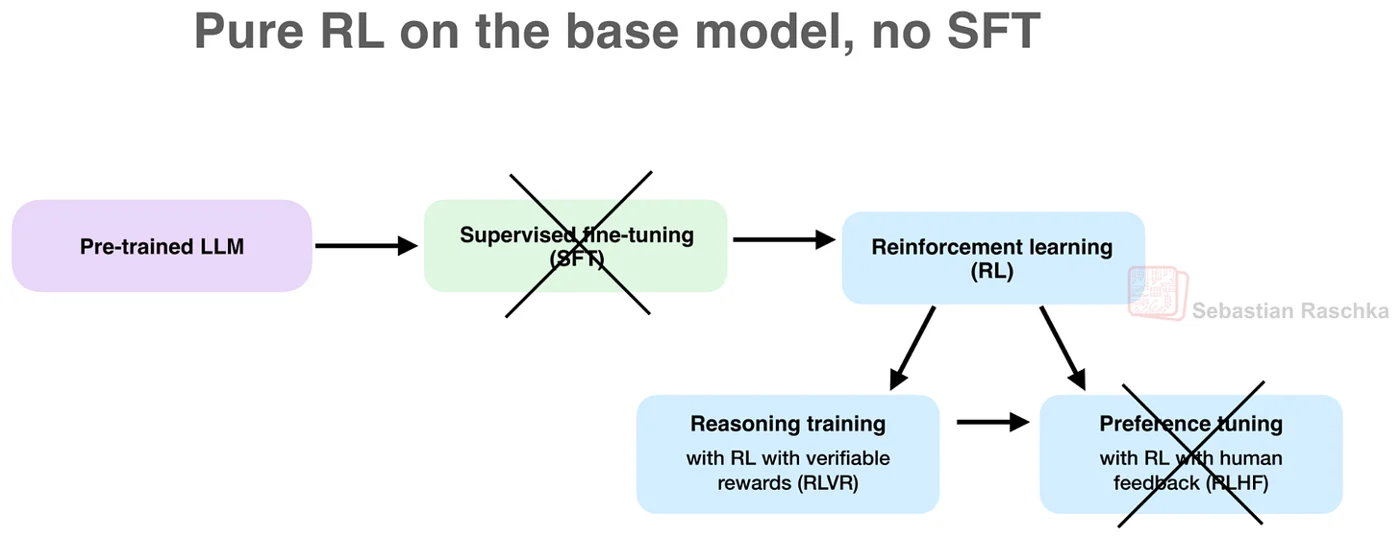 Pure RL on the base model, no SFT
Pre-trained LLM
Supervised fine-tuning
(SFT)
Reinforcement learning
(RL)
Sebastian Raschka
Reasoning training
with RL with verifiable
rewards (RLVR)
Preference tuning
with RL with human
feedback (RLHF)